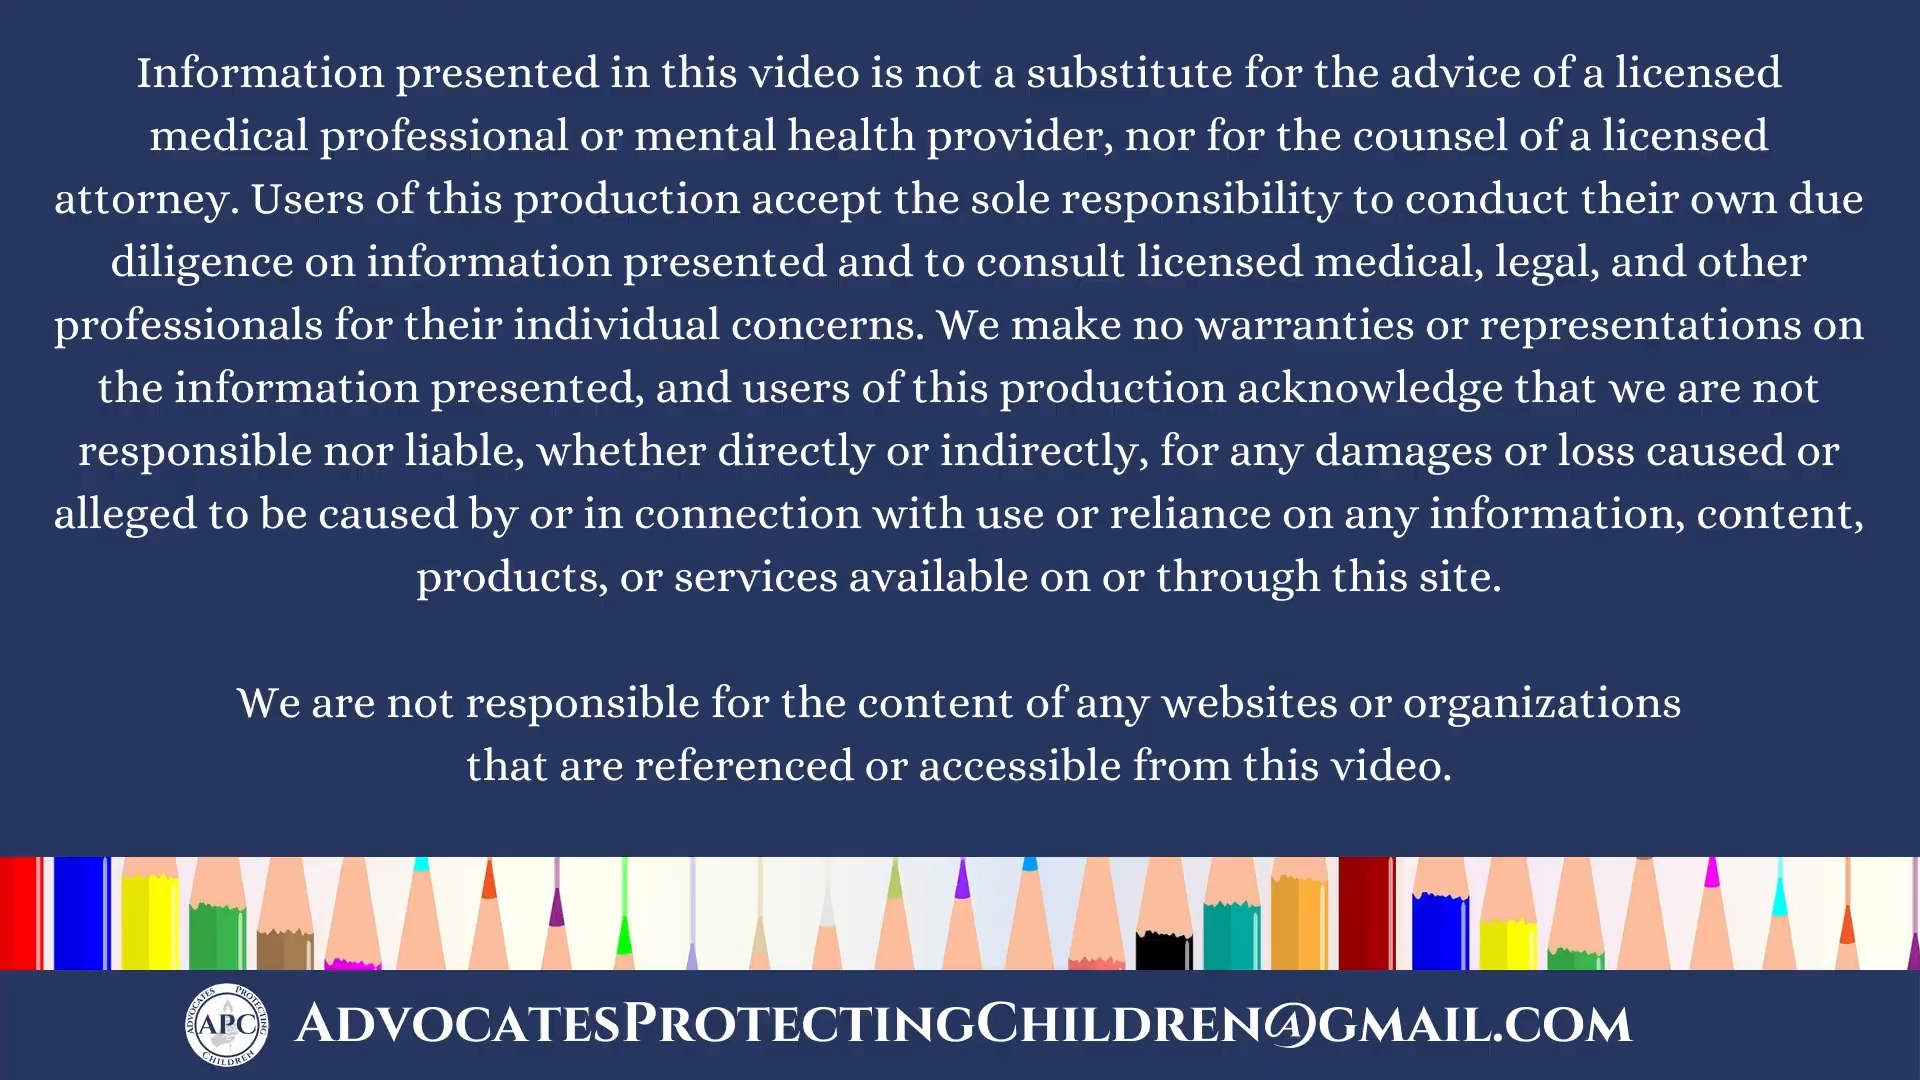 Information presented in this video is not a substitute for the advice of a licensed
medical professional or mental health provider, nor for the counsel of a licensed
attorney. Users of this production accept the sole responsibility to conduct their own due
diligence on information presented and to consult licensed medical, legal, and other
professionals for their individual concerns. We make no warranties or representations on
the information presented, and users of this production acknowledge that we are not
responsible nor liable, whether directly or indirectly, for any damages or loss caused or
alleged to be caused by or in connection with use or reliance on any information, content,
products, or services available on or through this site.
We are not responsible for the content of any websites or organizations
that are referenced or accessible from this video.
ADVOCATES PROTECTING
APC
CHILDREN
AdvocatesProtectingChildren@gmail.com